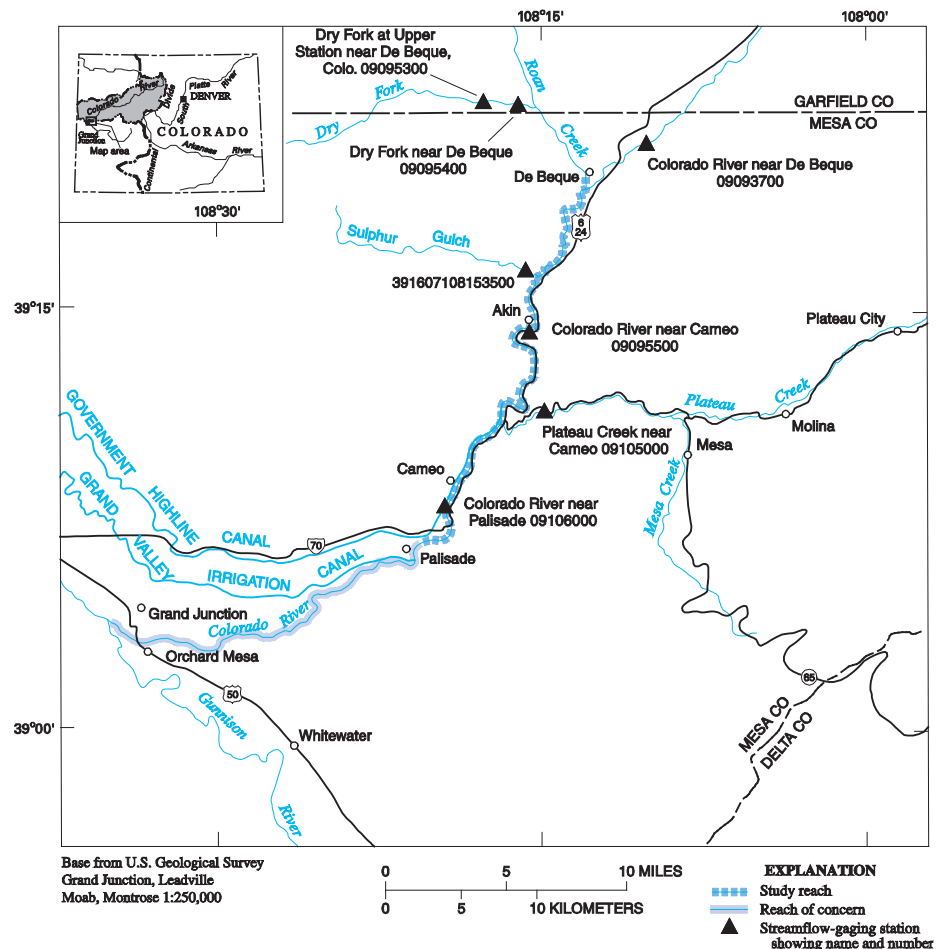 108°15'
108°00'
Dry Fork at Upper
Station near De Beque,
Colo. 09095300
Roan
Creek
Dry
Fork
GARFIELD CO
MESA CO
Dry Fork near De Beque
09095400
De Beque
Colorado River near De Beque
09093700
Colorado
River
Platte
River
South
Divide
DENVER
COLORADO
Grand
Junction
Map area
Continental
Arkansas
River
108°30'
6
24
Sulphur
Gulch
391607108153500
39°15'
Akin
Colorado River near Cameo
09095500
Plateau City
Plateau
Creek
Molina
Plateau Creek near
Cameo 09105000
Mesa
Mesa Creek
GOVERNMENT
HIGHLINE
CANAL
GRAND
VALLEY
IRRIGATION
CANAL
Cameo
Colorado River near
Palisade 09106000
70
Palisade
Grand Junction
Colorado
River
Orchard Mesa
50
Gunnison
River
Whitewater
65
39°00'
MESA CO
DELTA CO
Base from U.S. Geological Survey
Grand Junction, Leadville
Moab, Montrose 1:250,000
0 5 10 MILES
0 5 10 KILOMETERS
EXPLANATION
Study reach
Reach of concern
Streamflow-gaging station
showing name and number